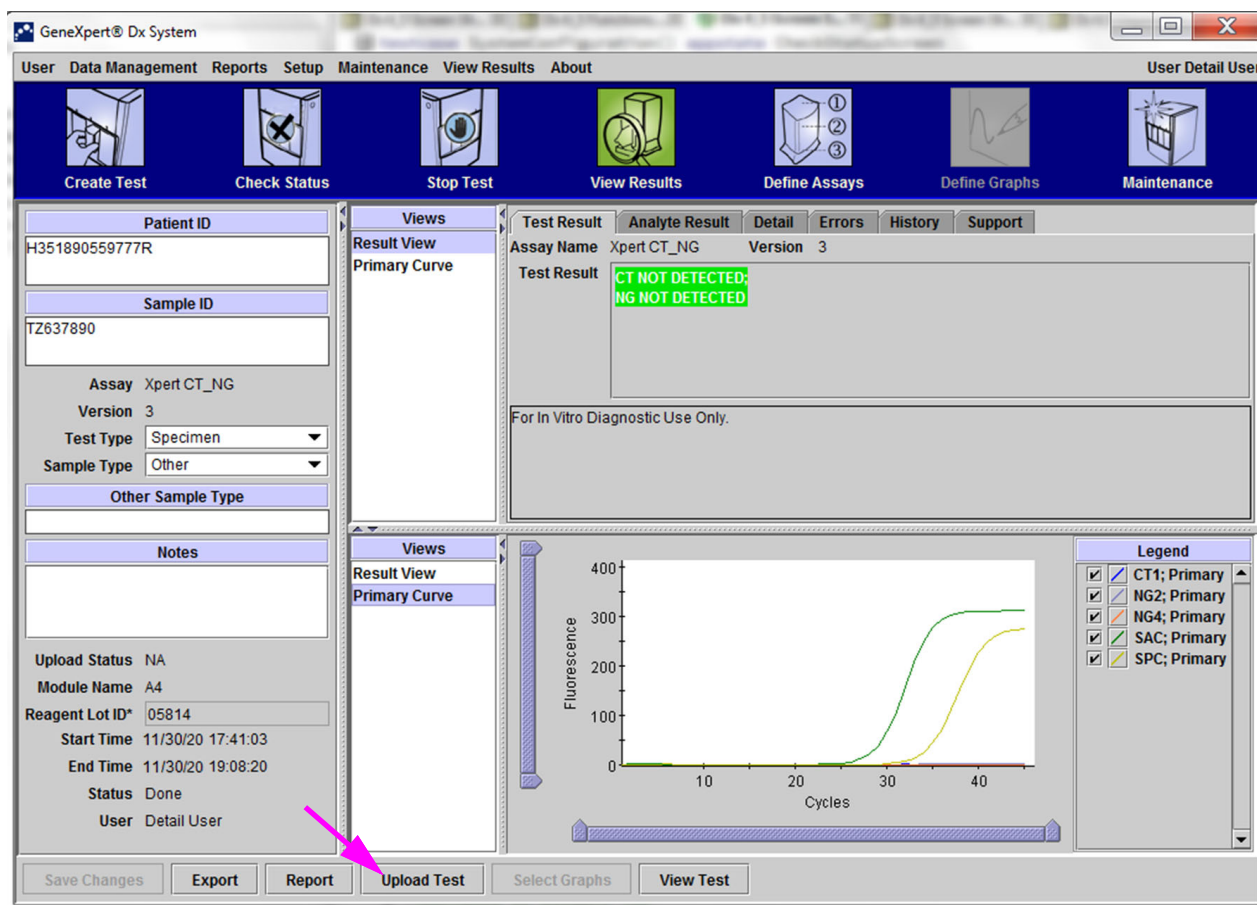 GeneXpert® Dx System
User Data Management Reports Setup Maintenance View Results About User Detail User
Create Test Check Status Stop Test View Results Define Assays Define Graphs Maintenance
Patient ID
H351890559777R
Sample ID
TZ637890
Assay Xpert CT_NG
Version 3
Test Type Specimen
Sample Type Other
Other Sample Type
Notes
Upload Status NA
Module Name A4
Reagent Lot ID* 05814
Start Time 11/30/20 17:41:03
End Time 11/30/20 19:08:20
Status Done
User Detail User
Views
Result View
Primary Curve
Test Result Analyte Result Detail Errors History Support
Assay Name Xpert CT_NG Version 3
Test Result CT NOT DETECTED;
NG NOT DETECTED
For In Vitro Diagnostic Use Only.
Views
Result View
Primary Curve
Fluorescence
400
300
200
100
0
10 20 30 40
Cycles
Legend
CT1; Primary
NG2; Primary
NG4; Primary
SAC; Primary
SPC; Primary
Save Changes Export Report Upload Test Select Graphs View Test